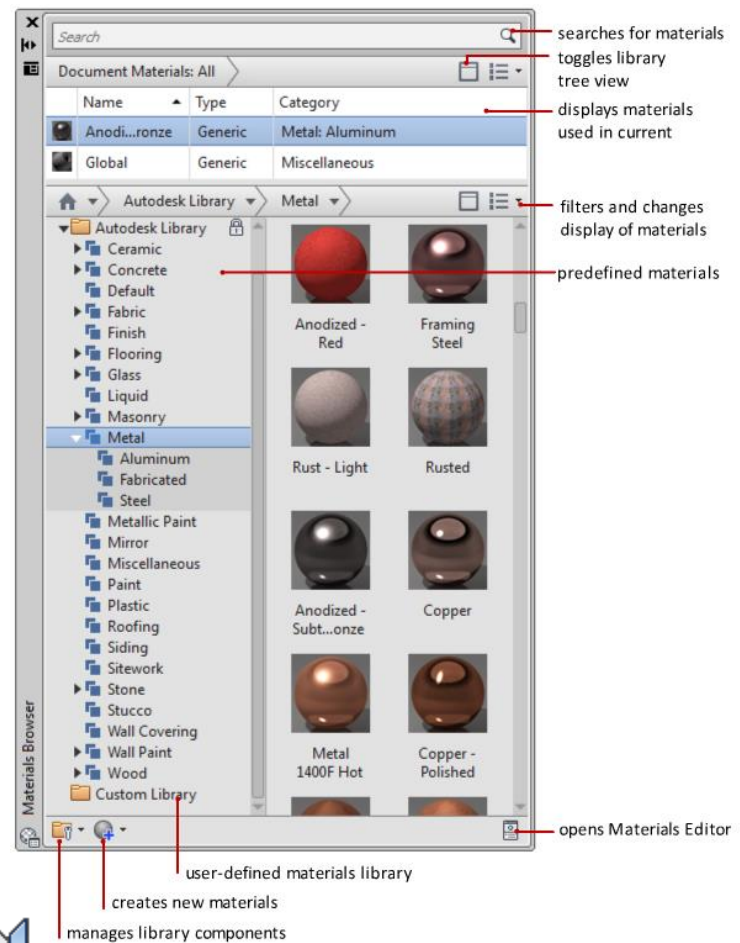 Search
searches for materials
toggles library
tree view
Document Materials: All
Name Type Category
displays materials
used in current
Anodi...ronze Generic Metal: Aluminum
Global Generic Miscellaneous
Autodesk Library Metal
filters and changes
display of materials
Autodesk Library
Ceramic
Concrete
predefined materials
Default
Fabric
Finish
Flooring
Glass
Liquid
Masonry
Metal
Aluminum
Fabricated
Steel
Metallic Paint
Mirror
Miscellaneous
Paint
Plastic
Roofing
Siding
Sitework
Stone
Stucco
Wall Covering
Wall Paint
Wood
Custom Library
Anodized -
Red
Framing
Steel
Rust - Light
Rusted
Anodized -
Subt...onze
Copper
Metal
1400F Hot
Copper -
Polished
Materials Browser
opens Materials Editor
user-defined materials library
creates new materials
manages library components